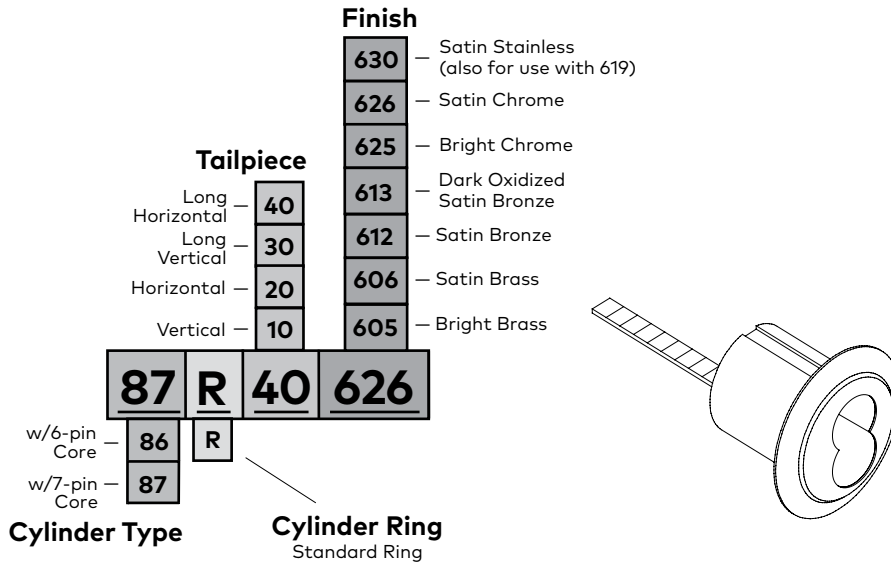 Finish
630
Satin Stainless
(also for use with 619)
626
Satin Chrome
625
Bright Chrome
613
Dark Oxidized
Satin Bronze
612
Satin Bronze
606
Satin Brass
605
Bright Brass
Tailpiece
Long
Horizontal
40
Long
Vertical
30
Horizontal
20
Vertical
10
87 R 40 626
w/6-pin
Core
86
R
w/7-pin
Core
87
Cylinder Type
Cylinder Ring
Standard Ring